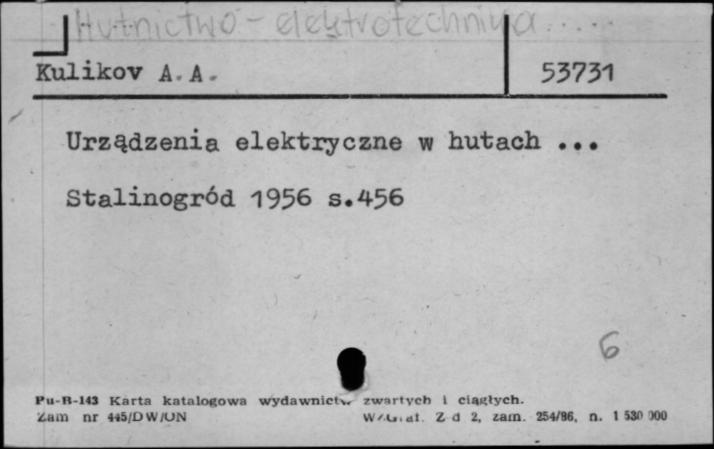 Hutnictwo - elektrotechnika
Kulikov A.A. 53731
Urządzenia elektryczne w hutach ...
Stalinogród 1956 s.456
6
Pu-B-143 Karta katalogowa wydawnictw zwartych i ciągłych.
Zam nr 445/DW/UN Z-d 2, zam. 254/86, n. 1 530 000